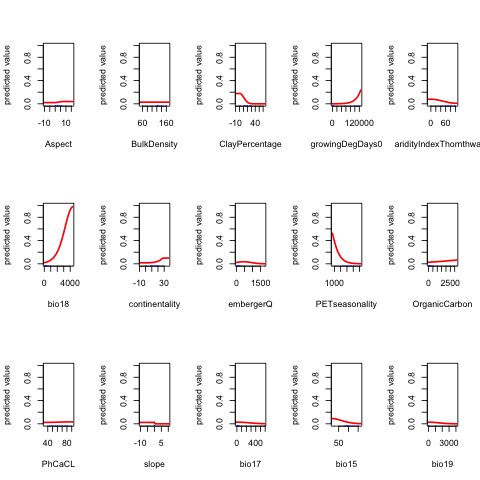 predicted value 0.0 0.4 0.8 -10 10 Aspect
predicted value 0.0 0.4 0.8 60 160 BulkDensity
predicted value 0.0 0.4 0.8 -10 40 ClayPercentage
predicted value 0.0 0.4 0.8 0 120000 growingDegDays0
predicted value 0.0 0.4 0.8 0 60 aridityIndexThornthwa
predicted value 0.0 0.4 0.8 0 4000 bio18
predicted value 0.0 0.4 0.8 -10 30 continentality
predicted value 0.0 0.4 0.8 0 1500 embergerQ
predicted value 0.0 0.4 0.8 1000 PETseasonality
predicted value 0.0 0.4 0.8 0 2500 OrganicCarbon
predicted value 0.0 0.4 0.8 40 80 PhCaCL
predicted value 0.0 0.4 0.8 -10 5 slope
predicted value 0.0 0.4 0.8 0 400 bio17
predicted value 0.0 0.4 0.8 50 bio15
predicted value 0.0 0.4 0.8 0 3000 bio19